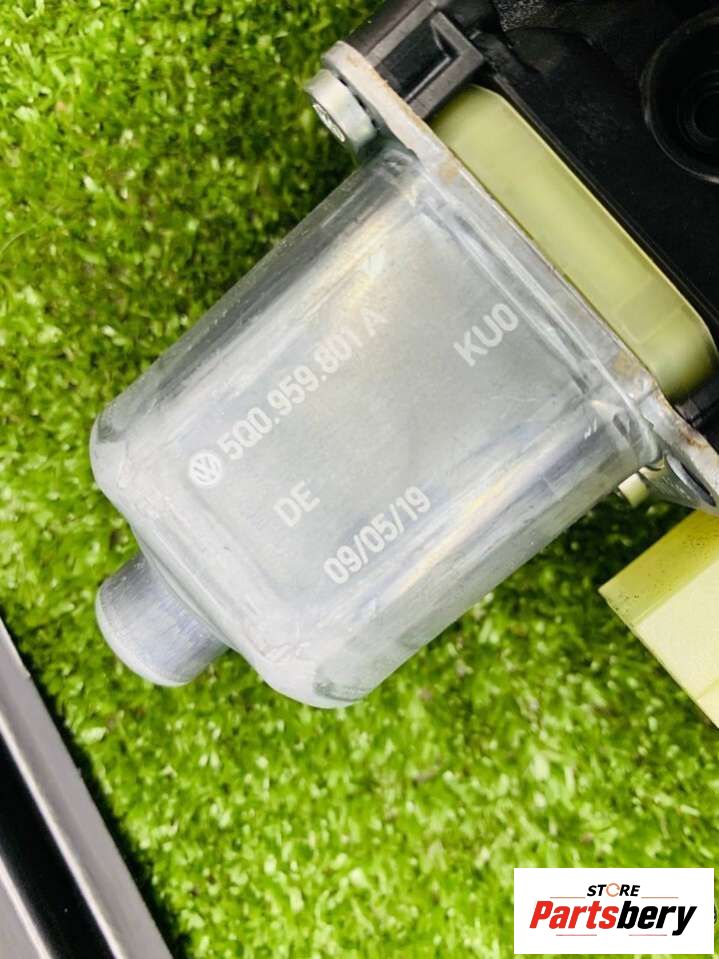 5Q0.959.801 A
KUO
DE
09/05/19
STORE
Partsbery